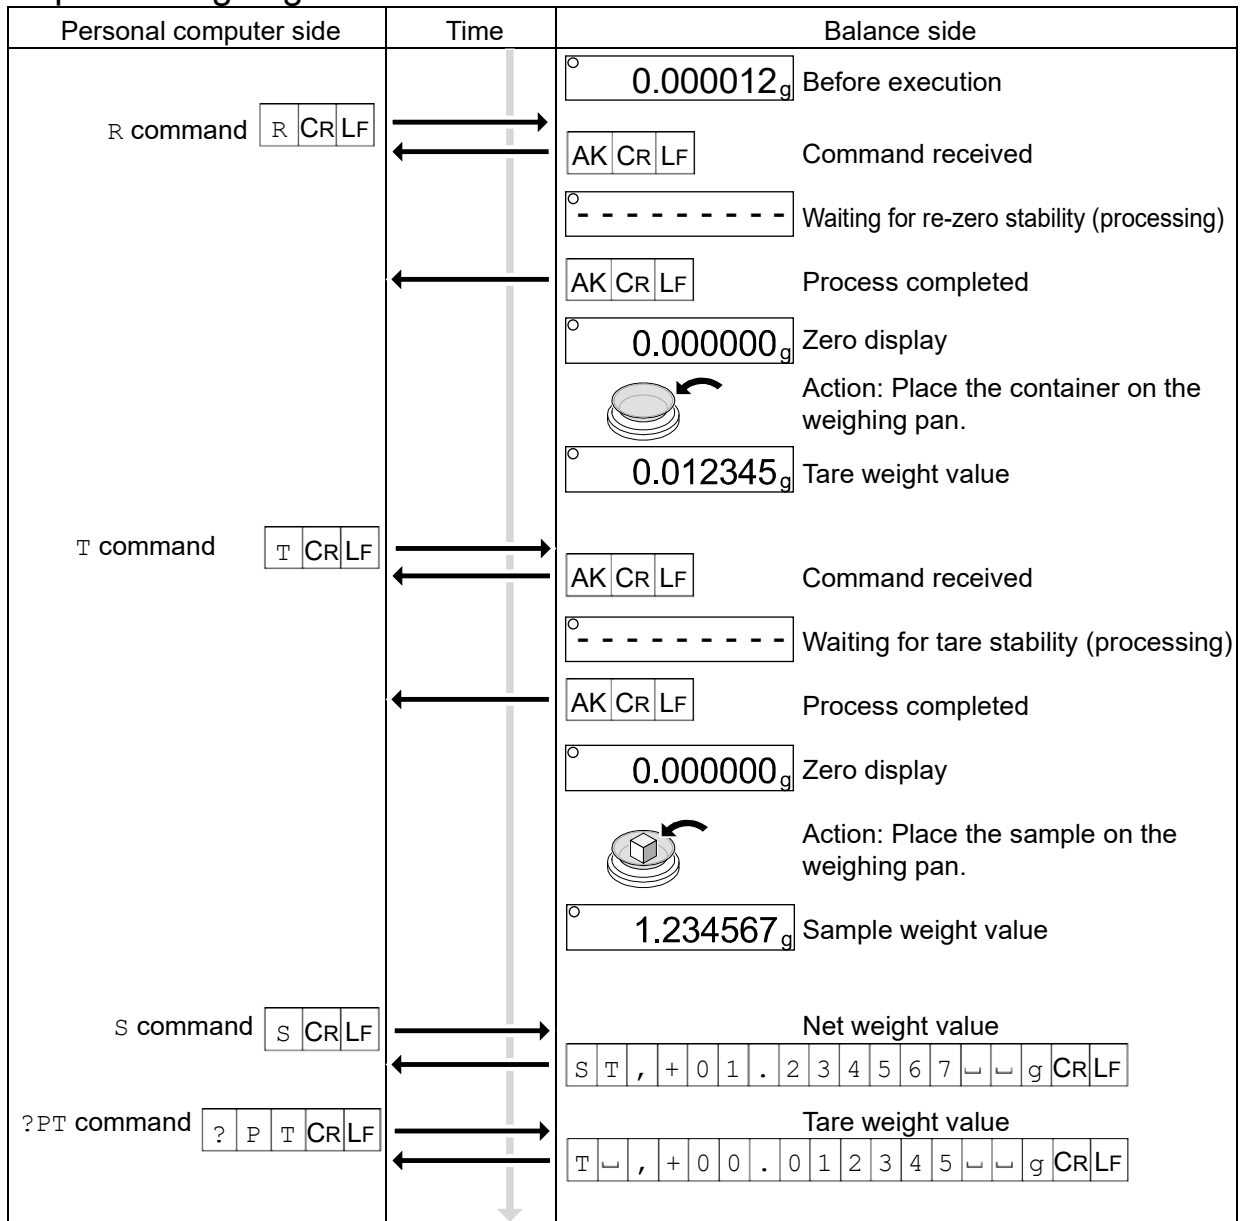 Personal computer side Time Balance side
0.000012 g Before execution
R command R CR LF
AK CR LF Command received
- - - - - - - - - Waiting for re-zero stability (processing)
AK CR LF Process completed
0.000000 g Zero display
Action: Place the container on the
weighing pan.
0.012345 g Tare weight value
T command T CR LF
AK CR LF Command received
- - - - - - - - - Waiting for tare stability (processing)
AK CR LF Process completed
0.000000 g Zero display
Action: Place the sample on the
weighing pan.
1.234567 g Sample weight value
S command S CR LF Net weight value
S T , + 0 1 . 2 3 4 5 6 7 ␣ ␣ g CR LF
?PT command ? P T CR LF Tare weight value
T ␣ , + 0 0 . 0 1 2 3 4 5 ␣ ␣ g CR LF